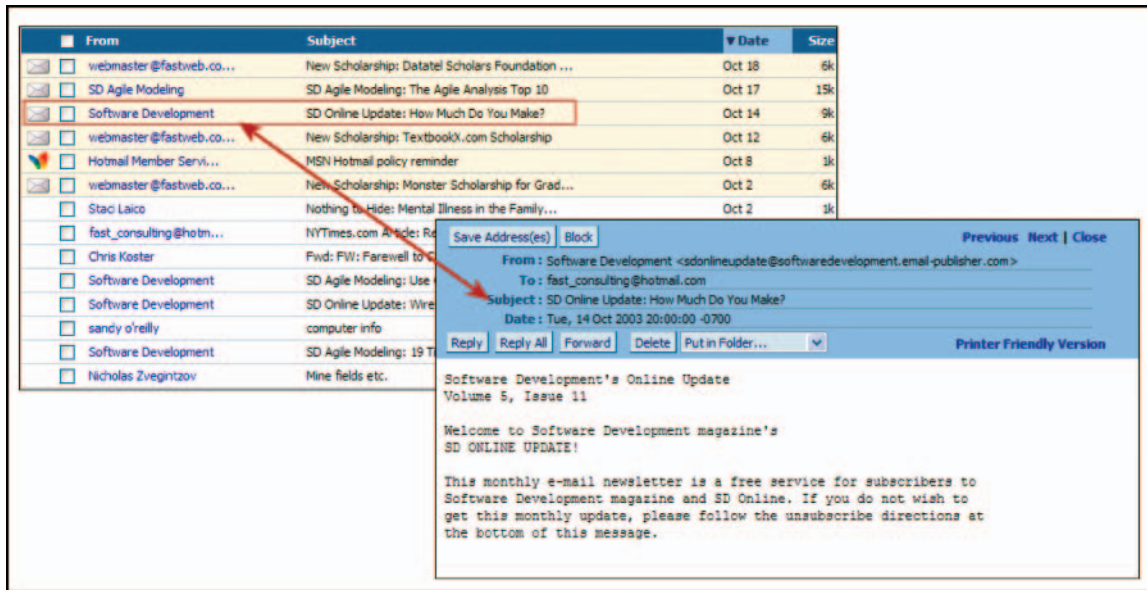 From Subject ▼ Date Size
webmaster@fastweb.co... New Scholarship: Datatel Scholars Foundation ... Oct 18 6k
SD Agile Modeling SD Agile Modeling: The Agile Analysis Top 10 Oct 17 15k
Software Development SD Online Update: How Much Do You Make? Oct 14 9k
webmaster@fastweb.co... New Scholarship: TextbookX.com Scholarship Oct 12 6k
Hotmail Member Servi... MSN Hotmail policy reminder Oct 8 1k
webmaster@fastweb.co... New Scholarship: Monster Scholarship for Grad... Oct 2 6k
Staci Laico Nothing to Hide: Mental Illness in the Family... Oct 2 1k
fast_consulting@hotm... NYTimes.com Article: Re
Chris Koster Fwd: FW: Farewell to
Software Development SD Agile Modeling: Use
Software Development SD Online Update: Wire
sandy o'reilly computer info
Software Development SD Agile Modeling: 19 Ti
Nicholas Zvegintzov Mine fields etc.
Save Address(es) Block Previous Next | Close
From : Software Development <sdonlineupdate@softwaredevelopment.email-publisher.com>
To : fast_consulting@hotmail.com
Subject : SD Online Update: How Much Do You Make?
Date : Tue, 14 Oct 2003 20:00:00 -0700
Reply Reply All Forward Delete Put in Folder... Printer Friendly Version
Software Development's Online Update
Volume 5, Issue 11
Welcome to Software Development magazine's
SD ONLINE UPDATE!
This monthly e-mail newsletter is a free service for subscribers to
Software Development magazine and SD Online. If you do not wish to
get this monthly update, please follow the unsubscribe directions at
the bottom of this message.